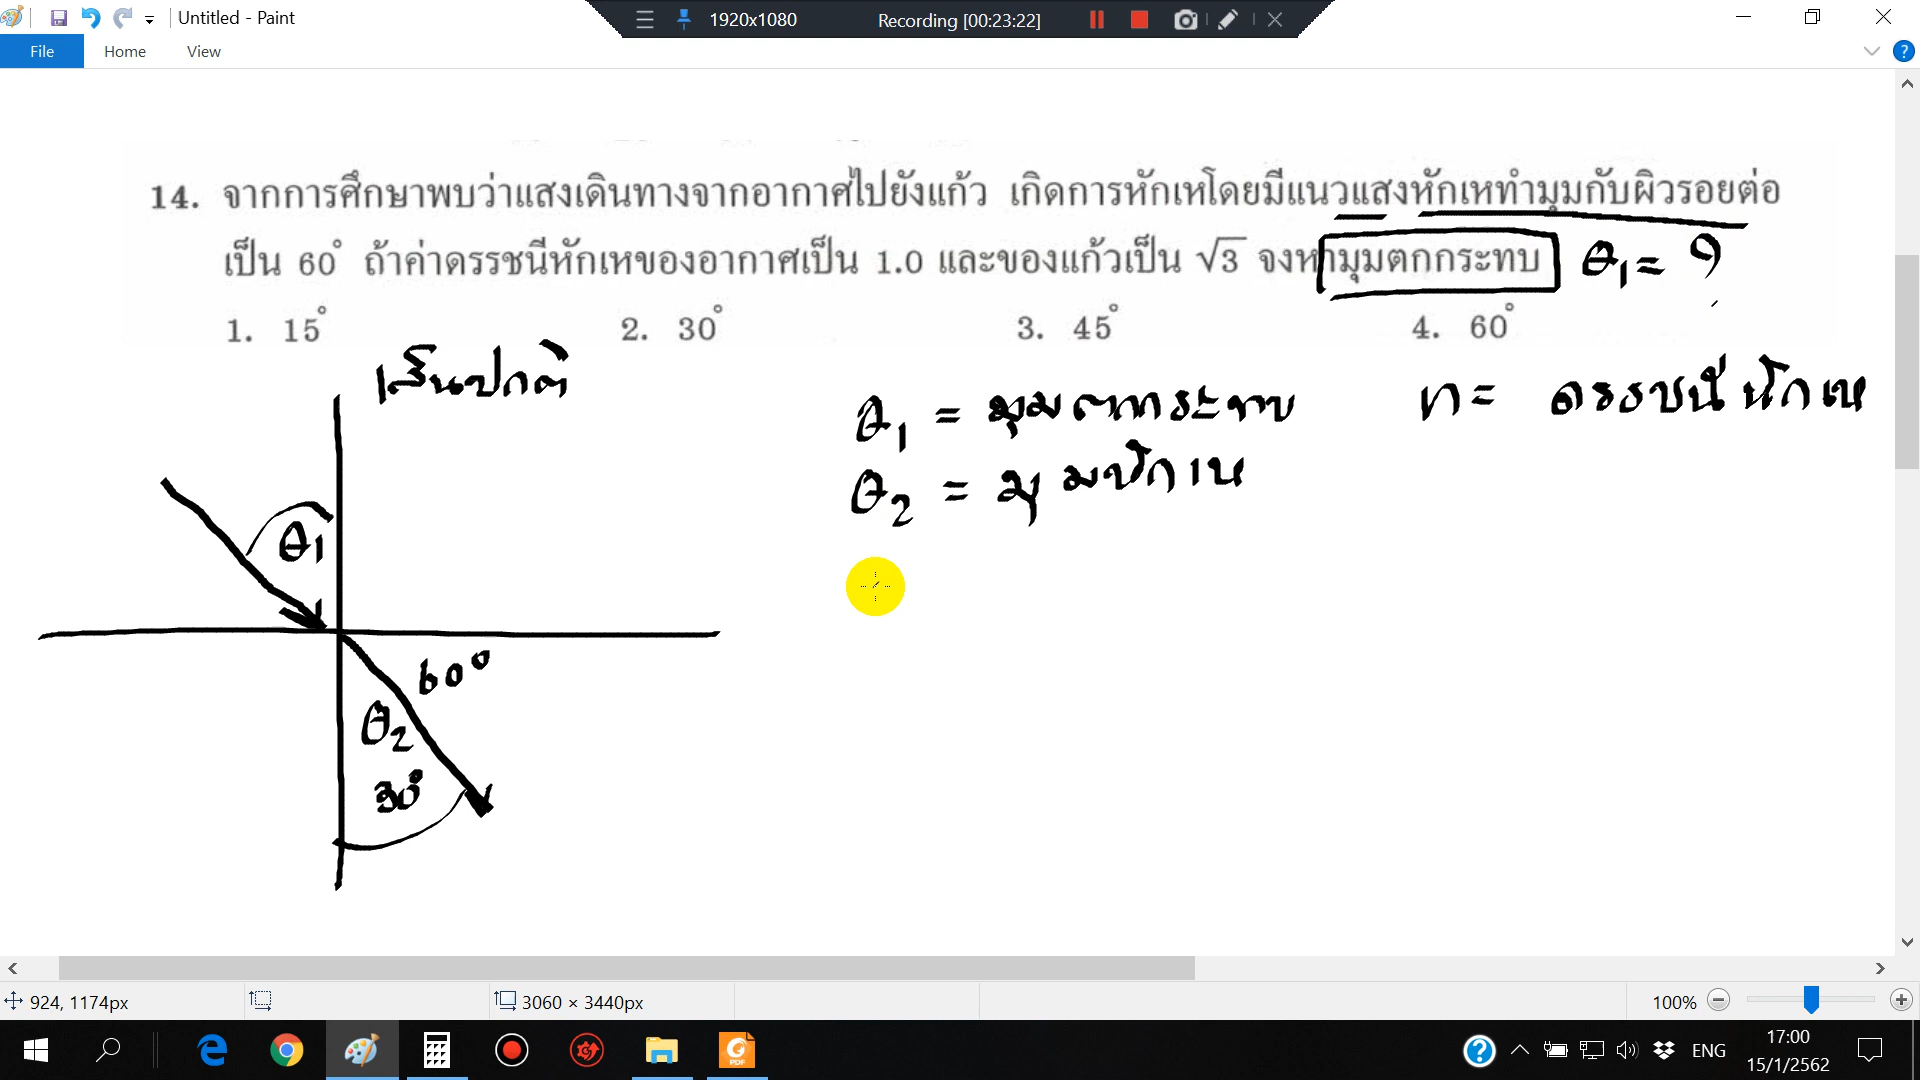 Untitled - Paint
1920x1080
Recording [00:23:22]
File
Home
View
14. จากการศึกษาพบว่าแสงเดินทางจากอากาศไปยังแก้ว เกิดการหักเหโดยมีแนวแสงหักเหทำมุมกับผิวรอยต่อ
เป็น 60° ถ้าค่าดรรชนีหักเหของอากาศเป็น 1.0 และของแก้วเป็น √3 จงหามุมตกกระทบ θ₁ = ?
1. 15° 2. 30° 3. 45° 4. 60°
เส้นปกติ
θ₁ = มุมตกกระทบ n = ดรรชนีหักเห
θ₂ = มุมหักเห
θ₁
60°
θ₂
30°
924, 1174px
3060 × 3440px
100%
PDF
ENG
17:00
15/1/2562